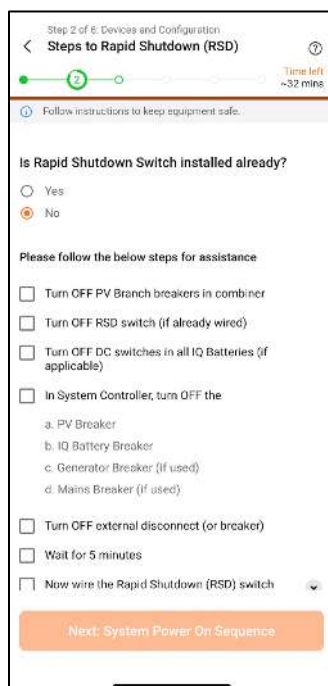 Step 2 of 6: Devices and Configuration
Steps to Rapid Shutdown (RSD)
2
Time left
~32 mins
Follow instructions to keep equipment safe.
Is Rapid Shutdown Switch installed already?
Yes
No
Please follow the below steps for assistance
Turn OFF PV Branch breakers in combiner
Turn OFF RSD switch (if already wired)
Turn OFF DC switches in all IQ Batteries (if
applicable)
In System Controller, turn OFF the
a. PV Breaker
b. IQ Battery Breaker
c. Generator Breaker (if used)
d. Mains Breaker (if used)
Turn OFF external disconnect (or breaker)
Wait for 5 minutes
Now wire the Rapid Shutdown (RSD) switch
Next: System Power On Sequence